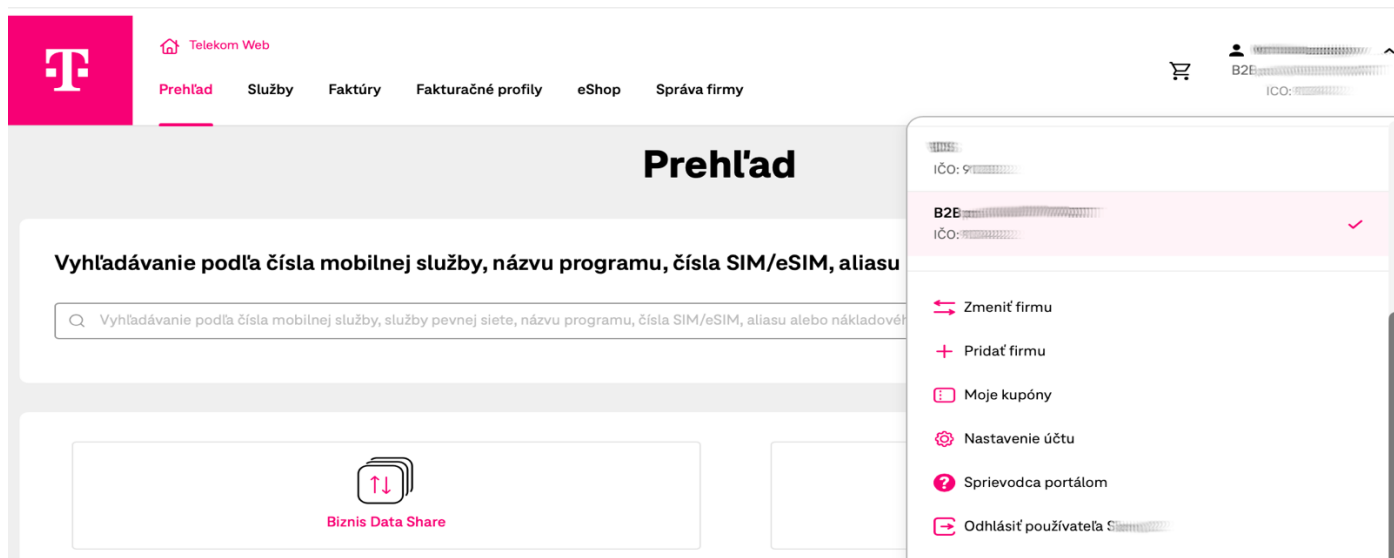 T
Telekom Web
Prehľad Služby Faktúry Fakturačné profily eShop Správa firmy
B2B
ICO:
Prehľad
IČO: 9
B2B
IČO:
Vyhľadávanie podľa čísla mobilnej služby, názvu programu, čísla SIM/eSIM, aliasu
Vyhľadávanie podľa čísla mobilnej služby, služby pevnej siete, názvu programu, čísla SIM/eSIM, aliasu alebo nákladovéh
Zmeniť firmu
Pridať firmu
Moje kupóny
Nastavenie účtu
Sprievodca portálom
Odhlásiť používateľa
Biznis Data Share